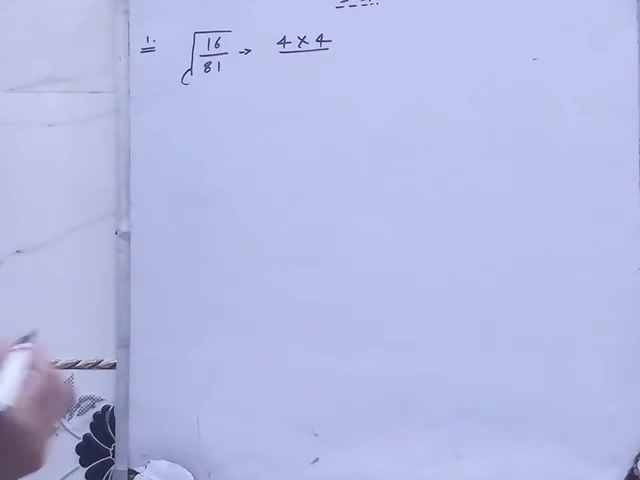 1. √16/81 → 4 × 4